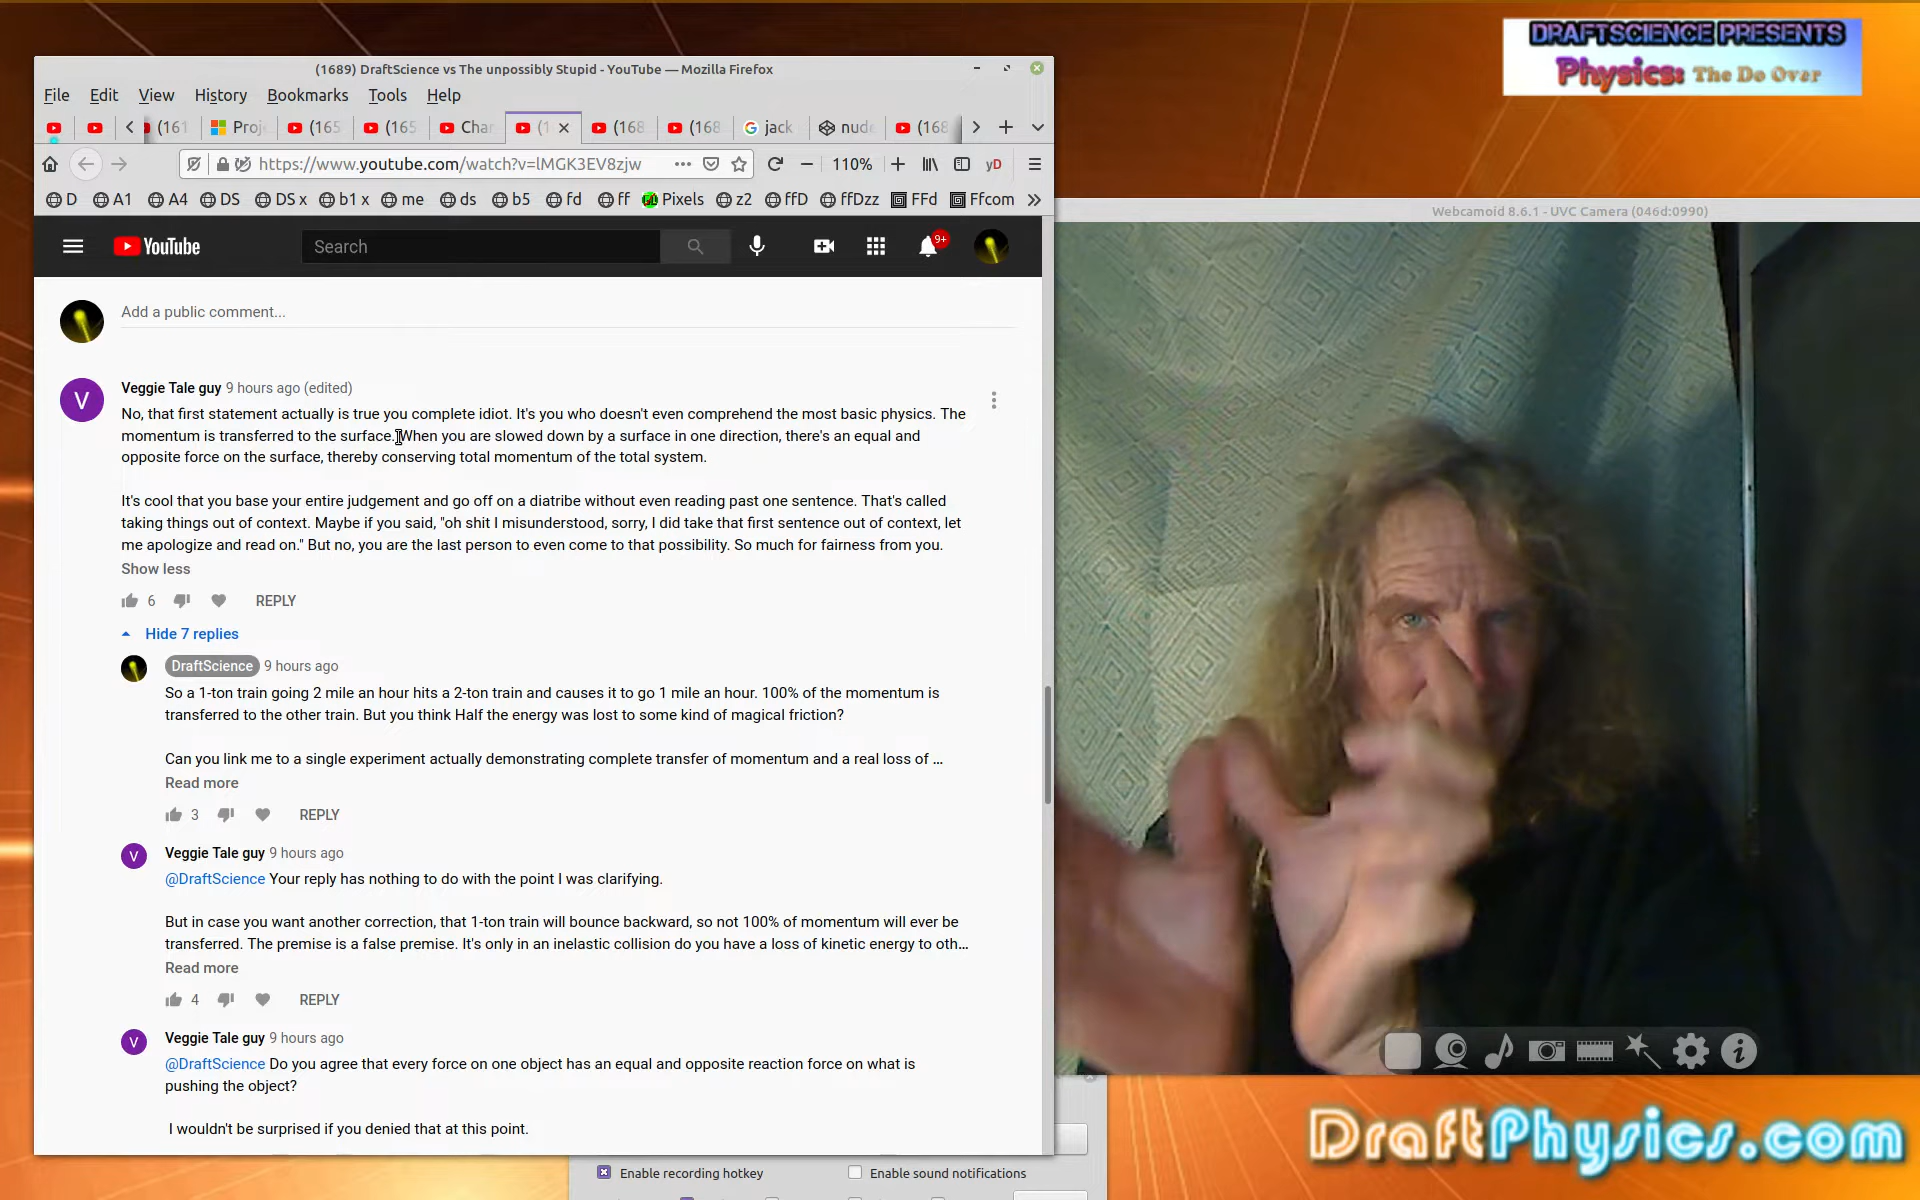 DRAFTSCIENCE PRESENTS
Physics: The Do Over
(1689) DraftScience vs The unpossibly Stupid - YouTube — Mozilla Firefox
File Edit View History Bookmarks Tools Help
(161 Proj (165 (165 Char (1 (168 (168 jack nude (168
https://www.youtube.com/watch?v=lMGK3EV8zjw 110% yD
D A1 A4 DS DS x b1 x me ds b5 fd ff Pixels z2 ffD ffDzz FFd Ffcom
Webcamoid 8.6.1 - UVC Camera (046d:0990)
YouTube
Search
9+
Add a public comment...
V
Veggie Tale guy 9 hours ago (edited)
No, that first statement actually is true you complete idiot. It's you who doesn't even comprehend the most basic physics. The
momentum is transferred to the surface. When you are slowed down by a surface in one direction, there's an equal and
opposite force on the surface, thereby conserving total momentum of the total system.
It's cool that you base your entire judgement and go off on a diatribe without even reading past one sentence. That's called
taking things out of context. Maybe if you said, "oh shit I misunderstood, sorry, I did take that first sentence out of context, let
me apologize and read on." But no, you are the last person to even come to that possibility. So much for fairness from you.
Show less
6 REPLY
Hide 7 replies
DraftScience 9 hours ago
So a 1-ton train going 2 mile an hour hits a 2-ton train and causes it to go 1 mile an hour. 100% of the momentum is
transferred to the other train. But you think Half the energy was lost to some kind of magical friction?
Can you link me to a single experiment actually demonstrating complete transfer of momentum and a real loss of ...
Read more
3 REPLY
V
Veggie Tale guy 9 hours ago
@DraftScience Your reply has nothing to do with the point I was clarifying.
But in case you want another correction, that 1-ton train will bounce backward, so not 100% of momentum will ever be
transferred. The premise is a false premise. It's only in an inelastic collision do you have a loss of kinetic energy to oth...
Read more
4 REPLY
V
Veggie Tale guy 9 hours ago
@DraftScience Do you agree that every force on one object has an equal and opposite reaction force on what is
pushing the object?
I wouldn't be surprised if you denied that at this point.
DraftPhysics.com
Enable recording hotkey Enable sound notifications